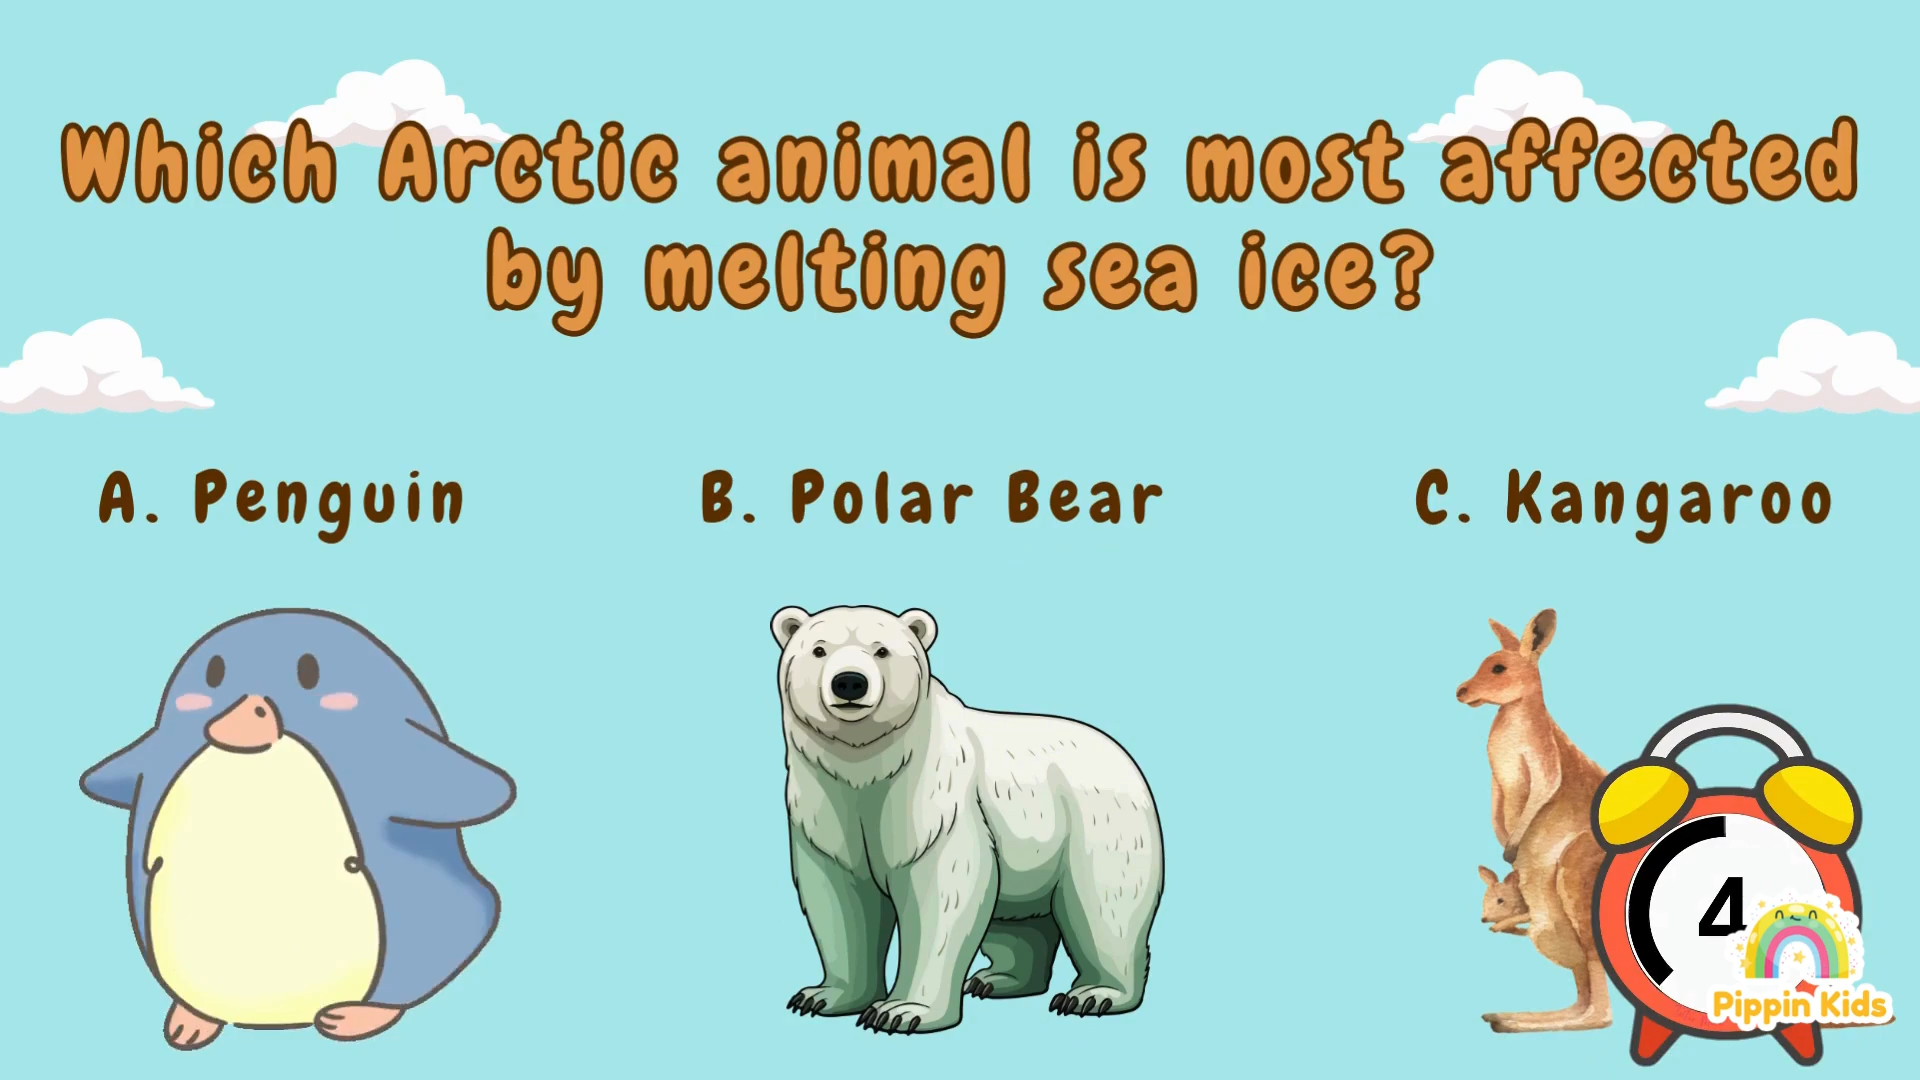 Which Arctic animal is most affected
by melting sea ice?
A. Penguin
B. Polar Bear
C. Kangaroo
4
Pippin Kids